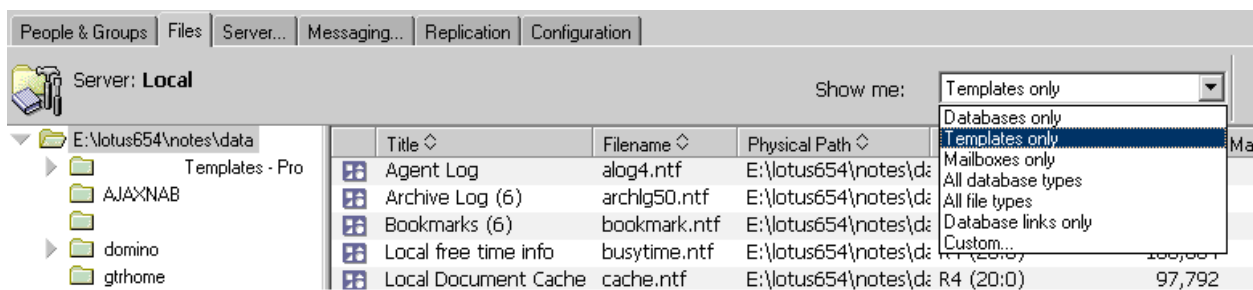 People & Groups Files Server... Messaging... Replication Configuration
Server: Local
Show me: Templates only
Databases only
Templates only
Mailboxes only
All database types
All file types
Database links only
Custom...
E:\lotus654\notes\data
Templates - Pro
AJAXNAB
domino
gtrhome
Title Filename Physical Path Ma
Agent Log alog4.ntf E:\lotus654\notes\da
Archive Log (6) archlg50.ntf E:\lotus654\notes\da
Bookmarks (6) bookmark.ntf E:\lotus654\notes\da
Local free time info busytime.ntf E:\lotus654\notes\da R4 (20:0)
Local Document Cache cache.ntf E:\lotus654\notes\da R4 (20:0) 97,792